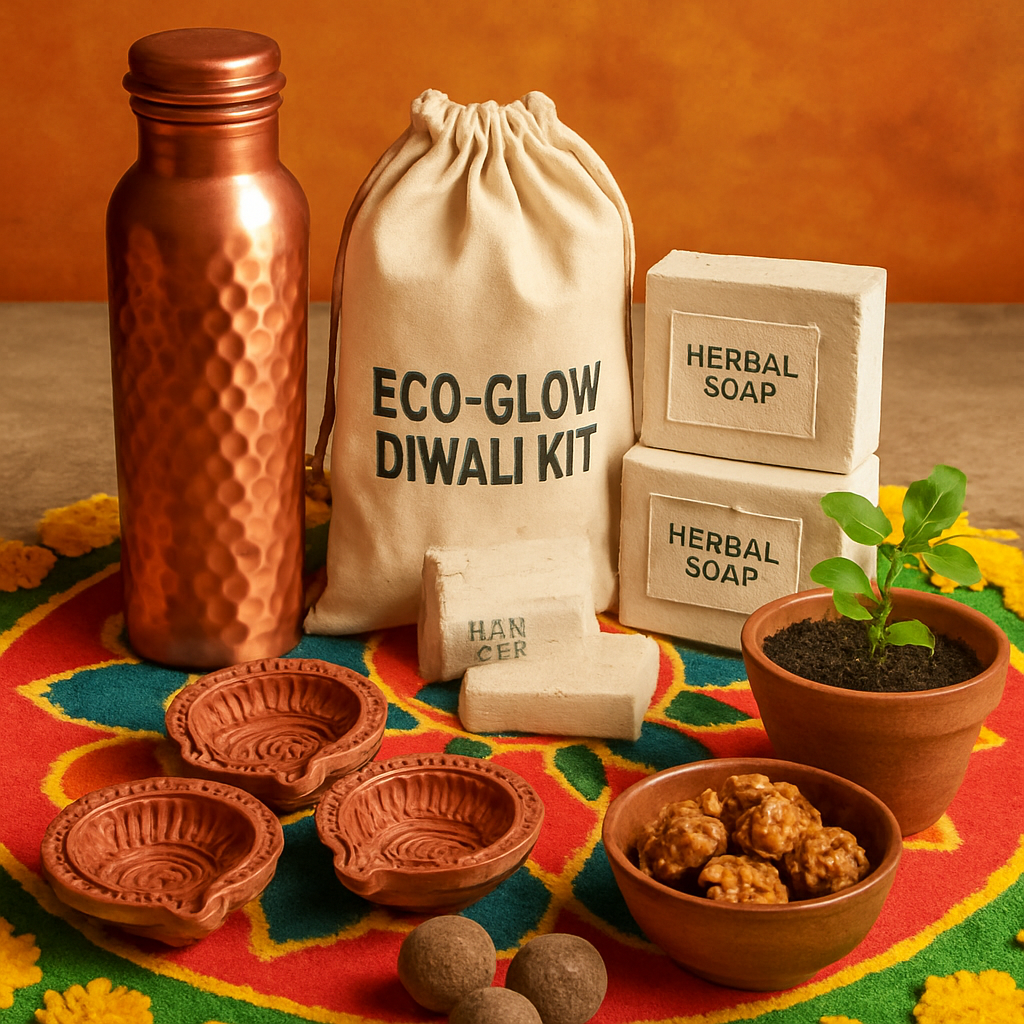 ECO-GLOW
DIWALI KIT
HERBAL
SOAP
HERBAL
SOAP
HAN
CER